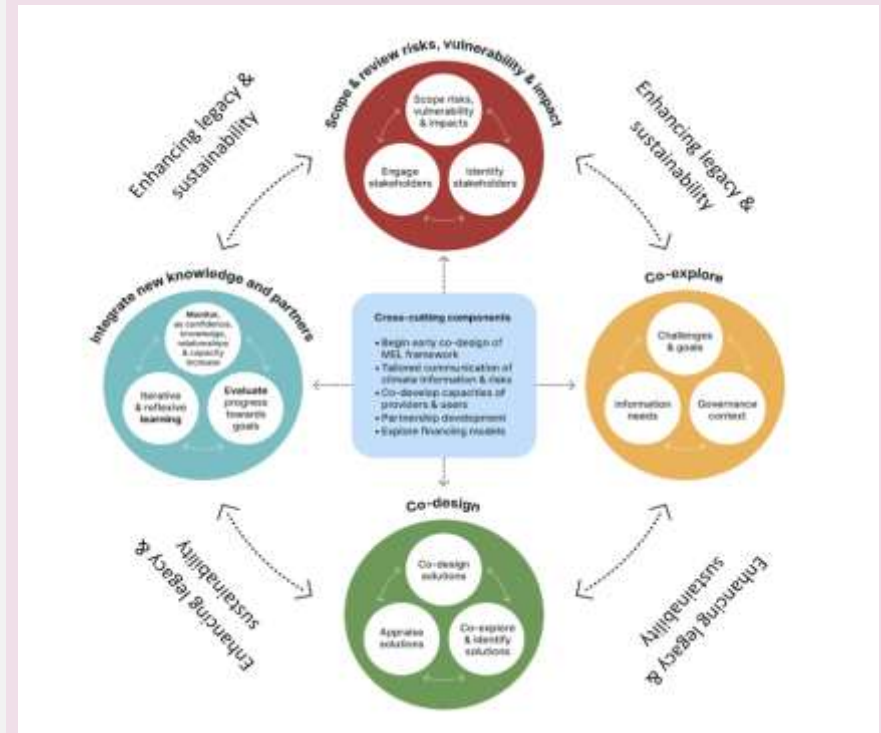 Scope & review risks, vulnerability & impact
Scope risks,
vulnerability
& impacts
Engage
stakeholders
Identify
stakeholders
Enhancing legacy &
sustainability
Enhancing legacy &
sustainability
Integrate new knowledge and partners
Monitor,
as confidence,
knowledge,
relationships
& capacity
increase
Iterative
& reflexive
learning
Evaluate
progress
towards
goals
Cross-cutting components
• Begin early co-design of
MEL framework
• Tailored communication of
climate information & risks
• Co-develop capacities of
providers & users
• Partnership development
• Explore financing models
Co-explore
Challenges
& goals
Information
needs
Governance
context
Co-design
Co-design
solutions
Appraise
solutions
Co-explore
& identify
solutions
Enhancing legacy &
sustainability
Enhancing legacy &
sustainability